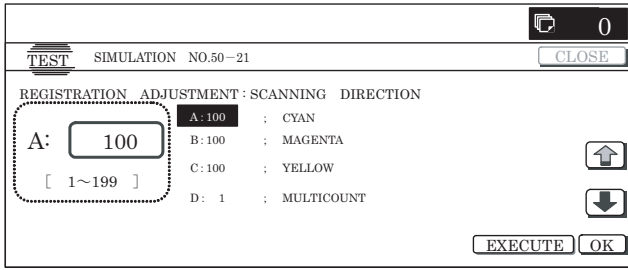 0
TEST SIMULATION NO.50-21 CLOSE
REGISTRATION ADJUSTMENT : SCANNING DIRECTION
A: 100
[ 1~199 ]
A:100 ; CYAN
B:100 ; MAGENTA
C:100 ; YELLOW
D: 1 ; MULTICOUNT
EXECUTE OK